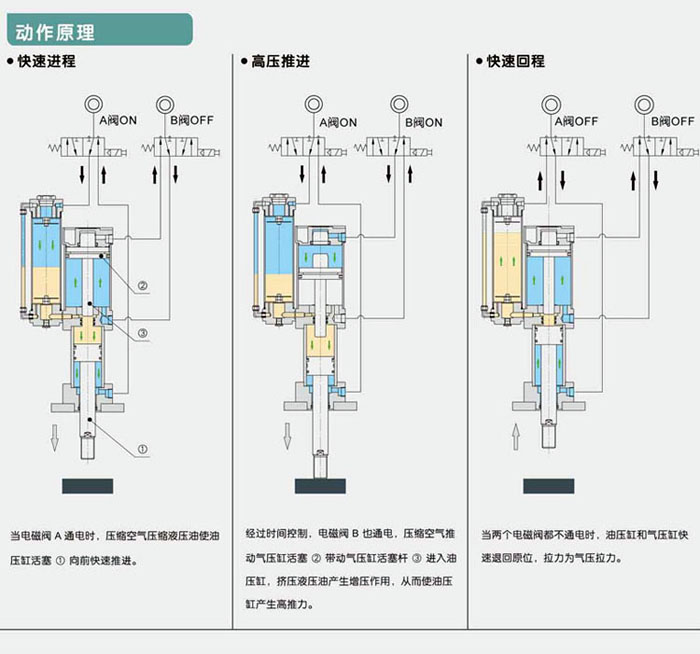 动作原理
• 快速进程
A阀ON
B阀OFF
②
③
①
当电磁阀 A 通电时，压缩空气压缩液压油使油
压缸活塞 ① 向前快速推进。
• 高压推进
A阀ON
B阀ON
经过时间控制，电磁阀 B 也通电，压缩空气推
动气压缸活塞 ② 带动气压缸活塞杆 ③ 进入油
压缸，挤压液压油产生增压作用，从而使油压
缸产生高推力。
• 快速回程
A阀OFF
B阀OFF
当两个电磁阀都不通电时，油压缸和气压缸快
速退回原位，拉力为气压拉力。